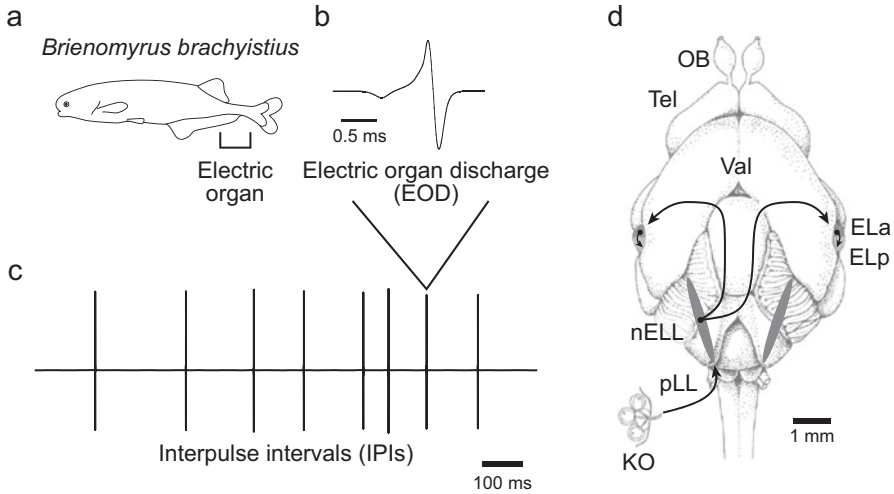 a
Brienomyrus brachyistius
Electric
organ
b
0.5 ms
Electric organ discharge
(EOD)
c
Interpulse intervals (IPIs)
100 ms
d
OB
Tel
Val
ELa
ELp
nELL
pLL
KO
1 mm